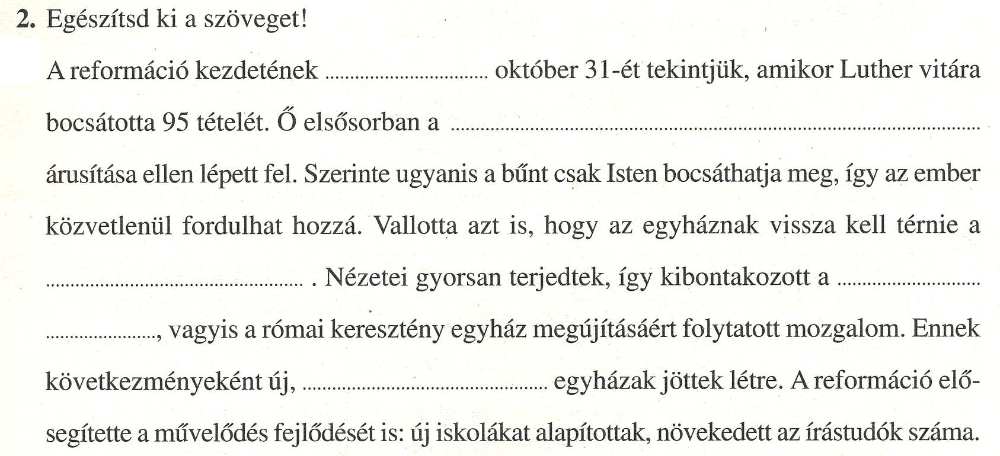 2. Egészítsd ki a szöveget!
A reformáció kezdetének .............................. október 31-ét tekintjük, amikor Luther vitára
bocsátotta 95 tételét. Ő elsősorban a ....................................................................................................
árusítása ellen lépett fel. Szerinte ugyanis a bűnt csak Isten bocsáthatja meg, így az ember
közvetlenül fordulhat hozzá. Vallotta azt is, hogy az egyháznak vissza kell térnie a
................................................ . Nézetei gyorsan terjedtek, így kibontakozott a ...........................
....................., vagyis a római keresztény egyház megújításáért folytatott mozgalom. Ennek
következményeként új, .............................................. egyházak jöttek létre. A reformáció elő-
segítette a művelődés fejlődését is: új iskolákat alapítottak, növekedett az írástudók száma.